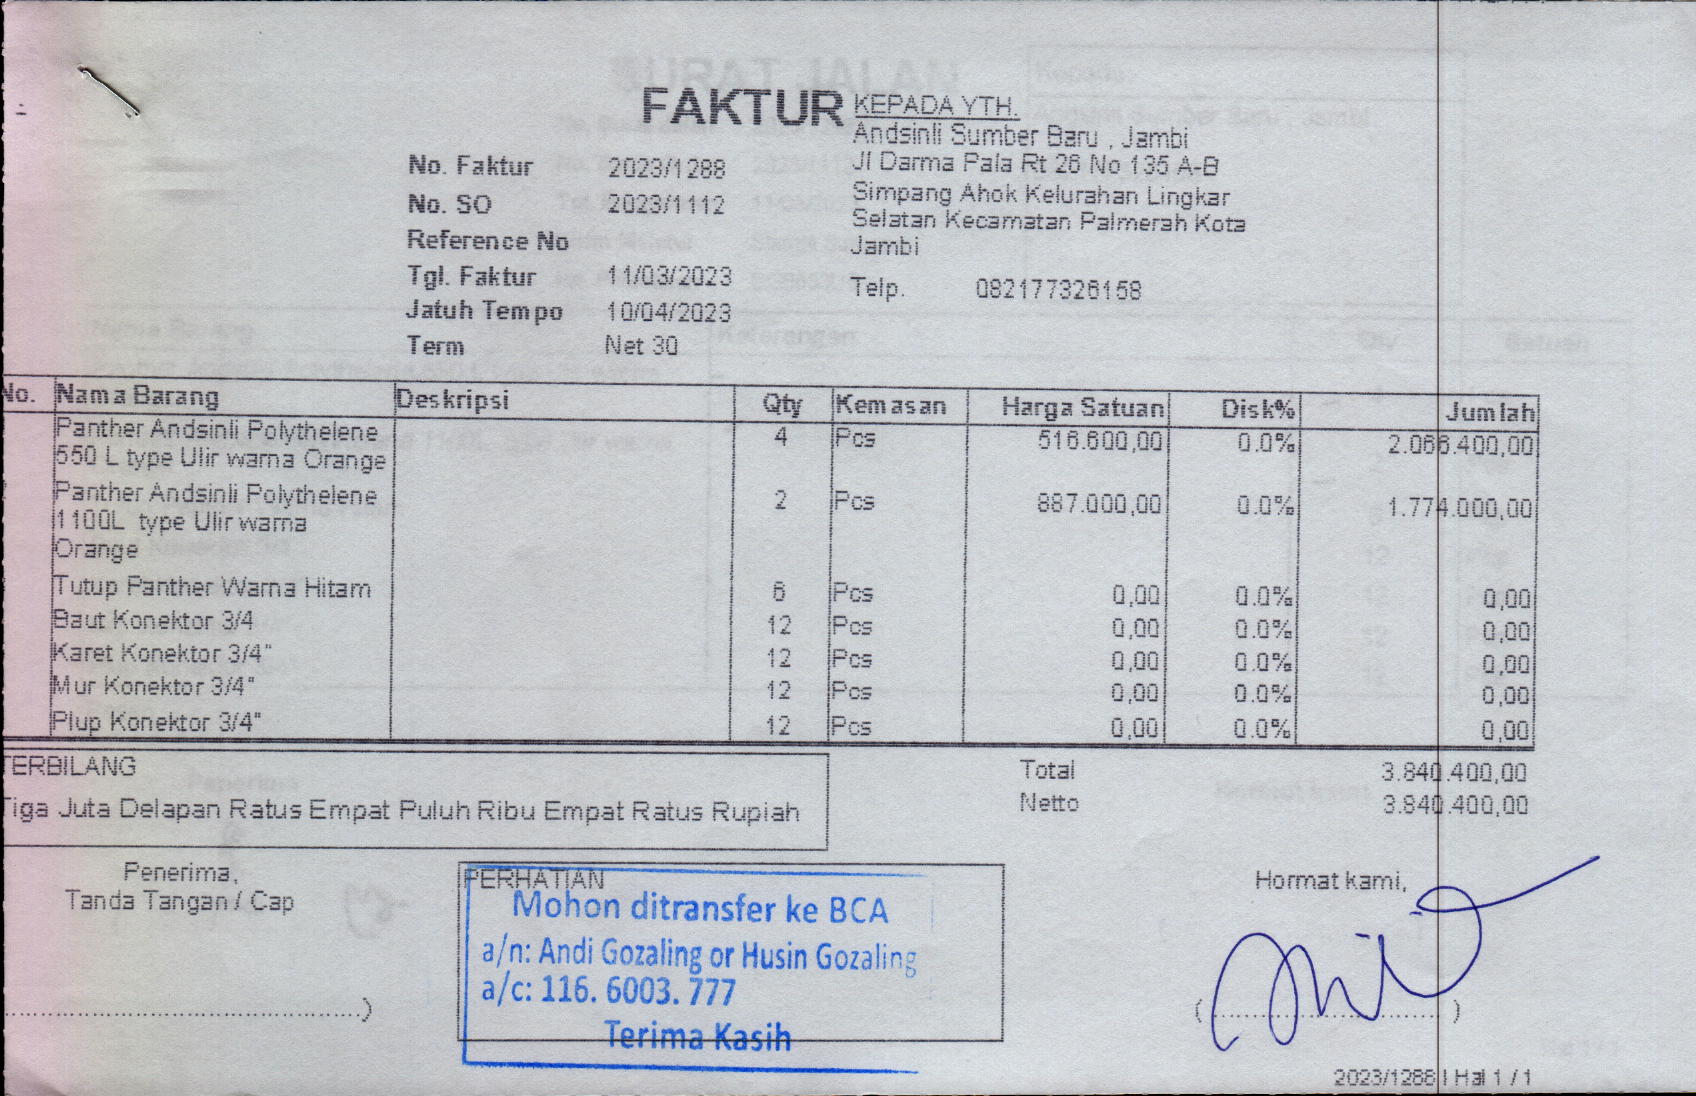 FAKTUR
No. Faktur 2023/1288
No. SO 2023/1112
Reference No
Tgl. Faktur 11/03/2023
Jatuh Tempo 10/04/2023
Term Net 30
KEPADA YTH.
Andsinli Sumber Baru , Jambi
Jl Darma Pala Rt 26 No 135 A-B
Simpang Ahok Kelurahan Lingkar
Selatan Kecamatan Palmerah Kota
Jambi
Telp. 082177326158
No. Nama Barang Deskripsi Qty Kemasan Harga Satuan Disk% Jumlah
Panther Andsinli Polythelene 4 Pcs 516.600,00 0.0% 2.066.400,00
550 L type Ulir warna Orange
Panther Andsinli Polythelene 2 Pcs 887.000,00 0.0% 1.774.000,00
1100L type Ulir warna
Orange
Tutup Panther Warna Hitam 6 Pcs 0,00 0.0% 0,00
Baut Konektor 3/4 12 Pcs 0,00 0.0% 0,00
Karet Konektor 3/4" 12 Pcs 0,00 0.0% 0,00
Mur Konektor 3/4" 12 Pcs 0,00 0.0% 0,00
Plup Konektor 3/4" 12 Pcs 0,00 0.0% 0,00
TERBILANG
Tiga Juta Delapan Ratus Empat Puluh Ribu Empat Ratus Rupiah
Total 3.840.400,00
Netto 3.840.400,00
Penerima,
Tanda Tangan / Cap
PERHATIAN
Mohon ditransfer ke BCA
a/n: Andi Gozaling or Husin Gozaling
a/c: 116. 6003. 777
Terima Kasih
Hormat kami,
2023/1288 | Hal 1 / 1